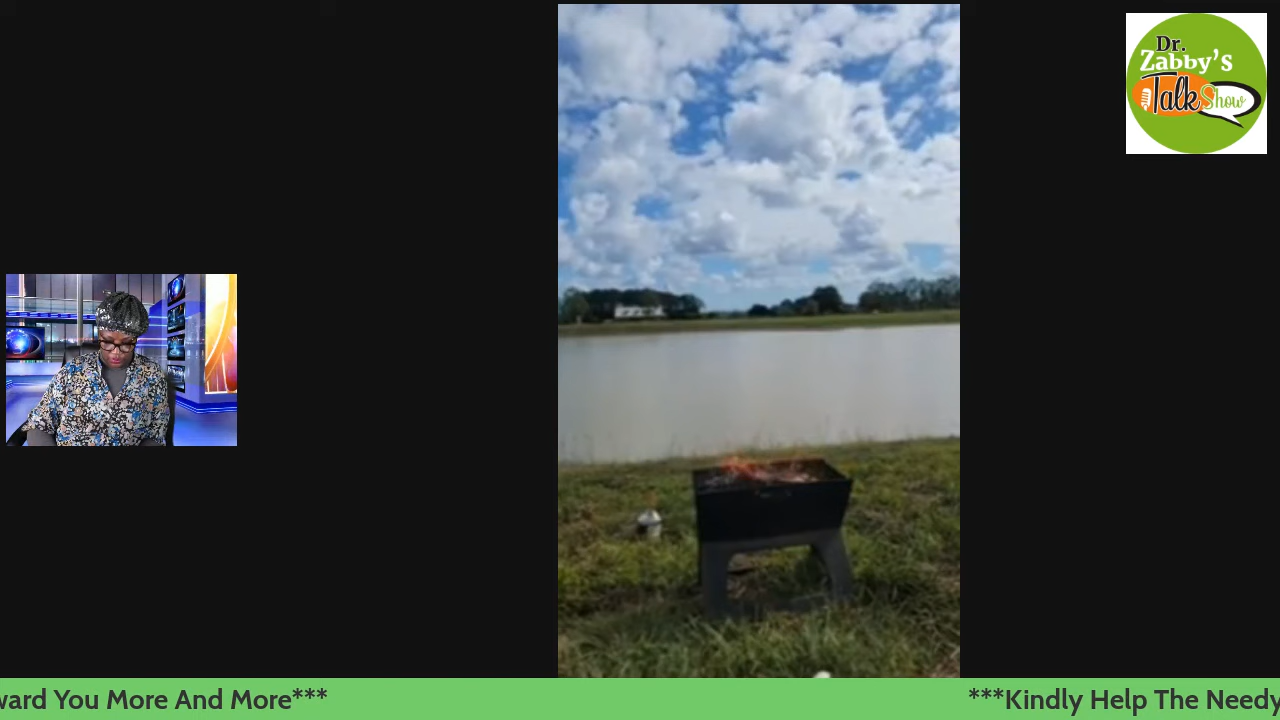 Dr.
Zabby's
Talk Show
ward You More And More***
***Kindly Help The Needy